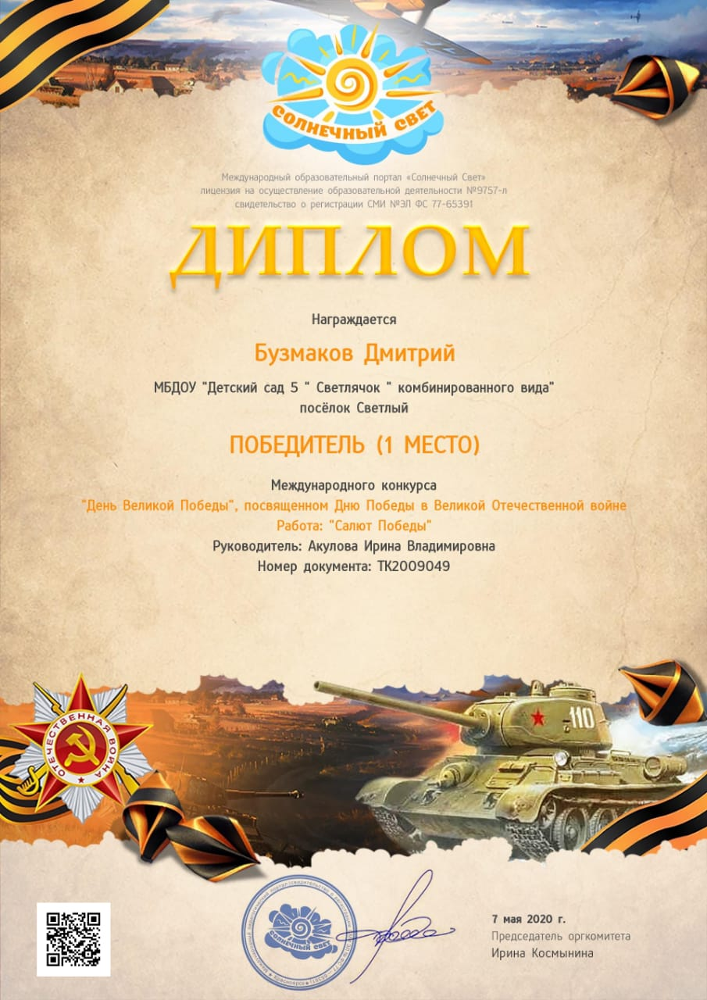 СОЛНЕЧНЫЙ СВЕТ
Международный образовательный портал «Солнечный Свет»
лицензия на осуществление образовательной деятельности №9757-л
свидетельство о регистрации СМИ №ЭЛ ФС 77-65391
ДИПЛОМ
Награждается
Бузмаков Дмитрий
МБДОУ "Детский сад 5 " Светлячок " комбинированного вида"
посёлок Светлый
ПОБЕДИТЕЛЬ (1 МЕСТО)
Международного конкурса
"День Великой Победы", посвященном Дню Победы в Великой Отечественной войне
Работа: "Салют Победы"
Руководитель: Акулова Ирина Владимировна
Номер документа: ТК2009049
ОТЕЧЕСТВЕННАЯ ВОЙНА
110
СОЛНЕЧНЫЙ СВЕТ
7 мая 2020 г.
Председатель оргкомитета
Ирина Космынина